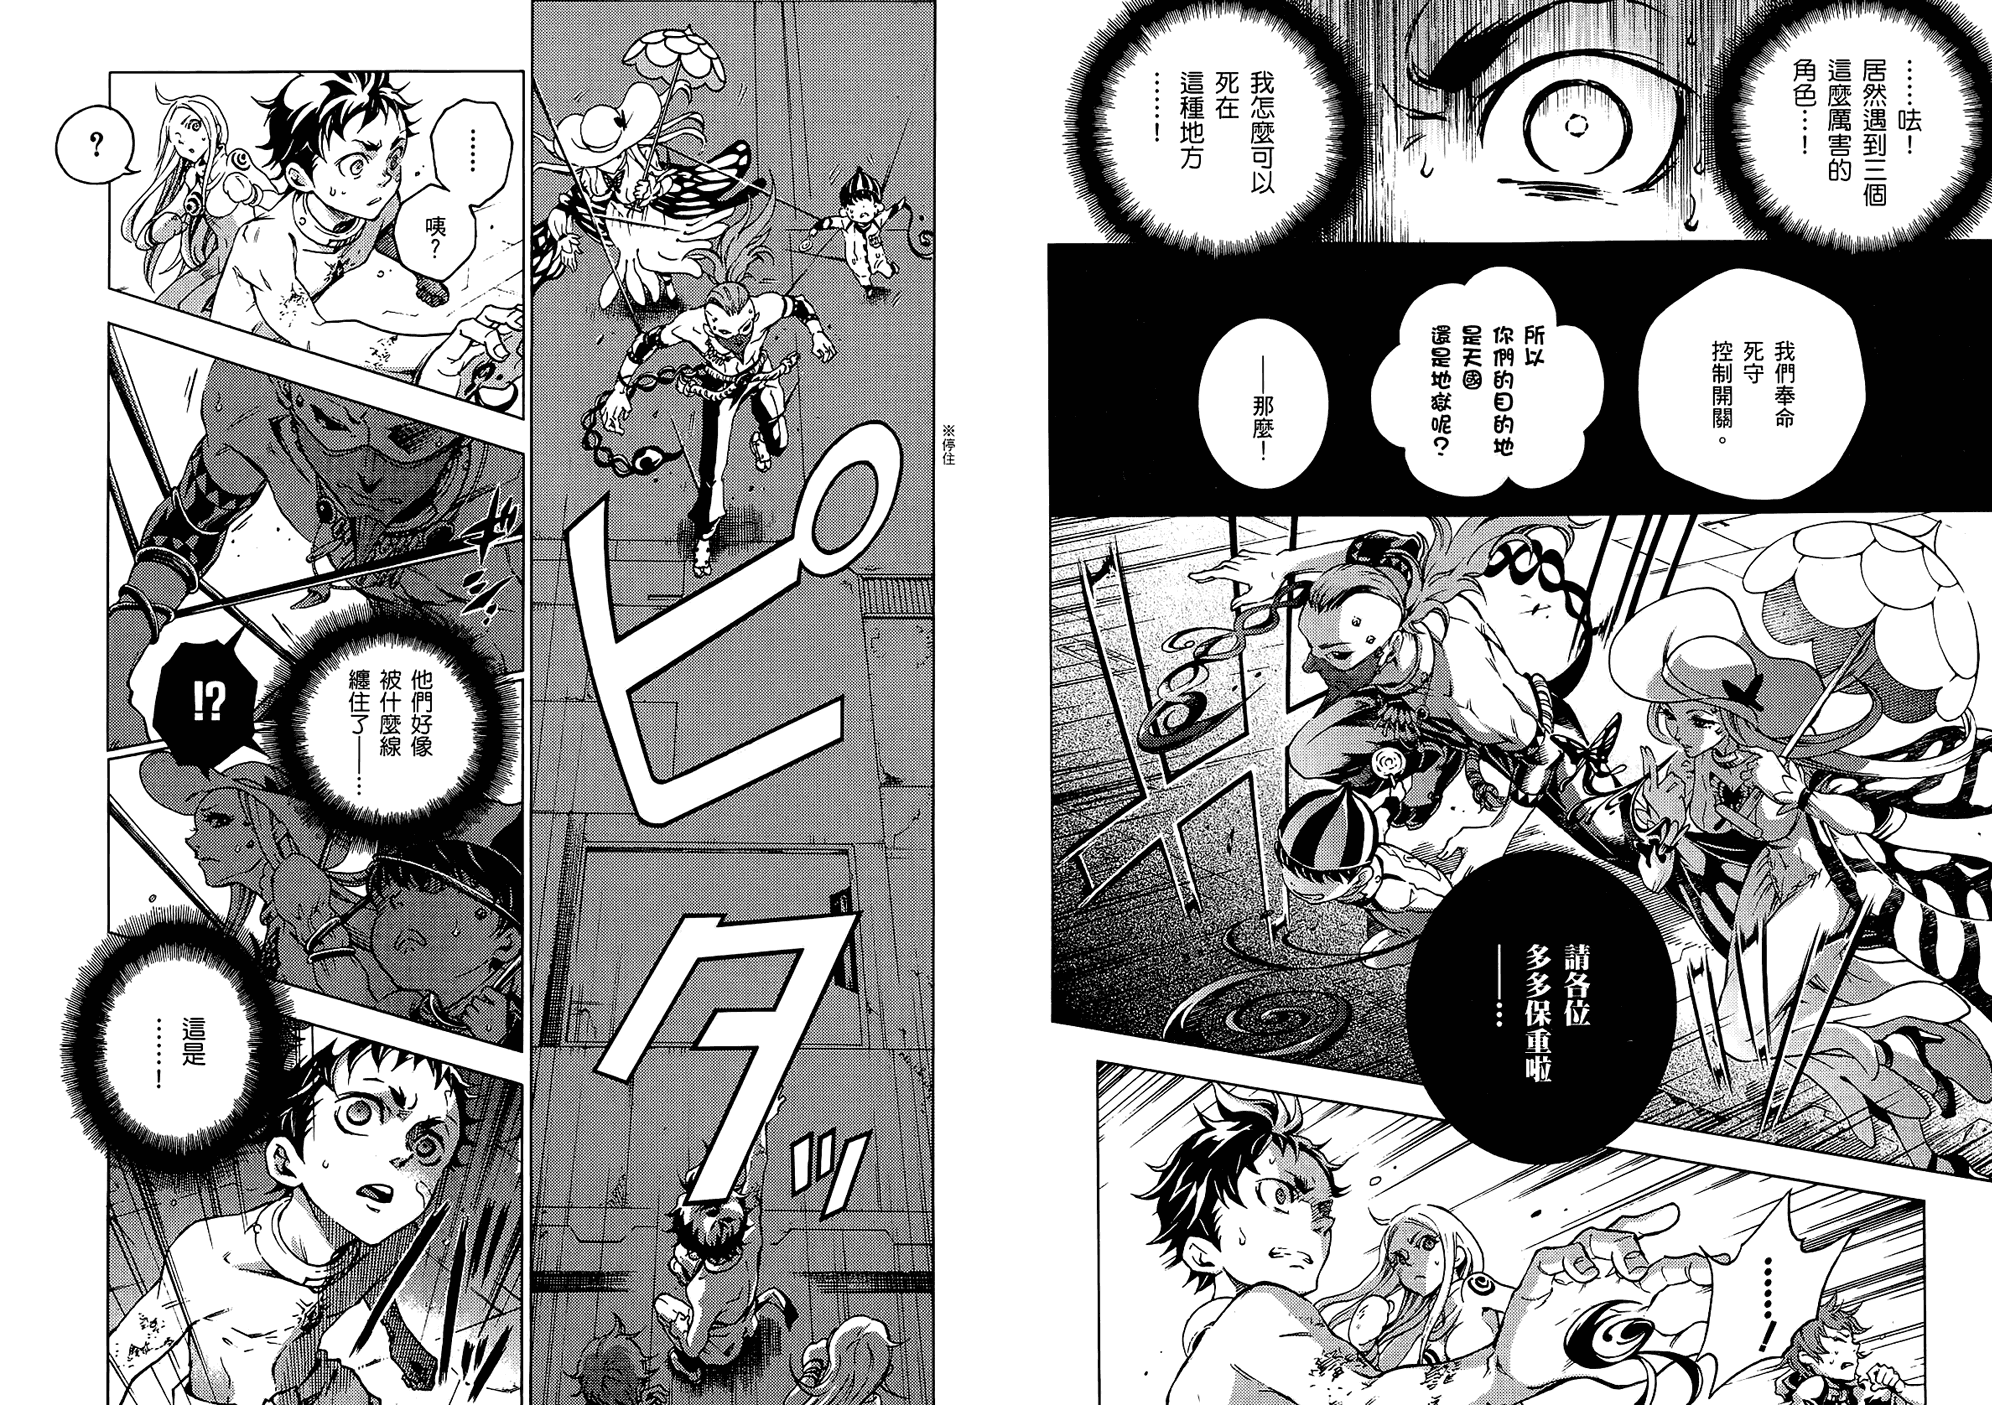 ……呿！
居然遇到三個
這麼厲害的
角色…！
我怎麼可以
死在
這種地方
……！
我們奉命
死守
控制開關。
所以
你們的目的地
是天國
還是地獄呢？
──那麼！
請各位
多多保重啦
──…
……！
ピタッ
※停住
……
咦？
？
他們好像
被什麼線
纏住了──…
!?
這是
……！